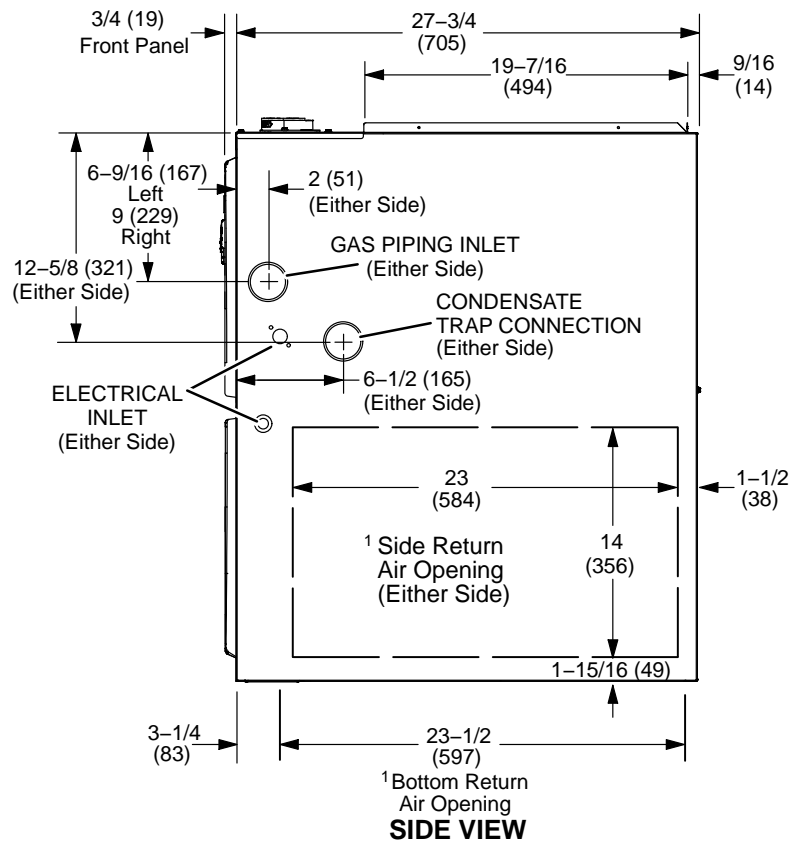 3/4 (19)
Front Panel
27–3/4
(705)
19–7/16
(494)
9/16
(14)
6–9/16 (167)
Left
9 (229)
Right
2 (51)
(Either Side)
12–5/8 (321)
(Either Side)
GAS PIPING INLET
(Either Side)
CONDENSATE
TRAP CONNECTION
(Either Side)
6–1/2 (165)
(Either Side)
ELECTRICAL
INLET
(Either Side)
23
(584)
1–1/2
(38)
1 Side Return
Air Opening
(Either Side)
14
(356)
1–15/16 (49)
3–1/4
(83)
23–1/2
(597)
1 Bottom Return
Air Opening
SIDE VIEW